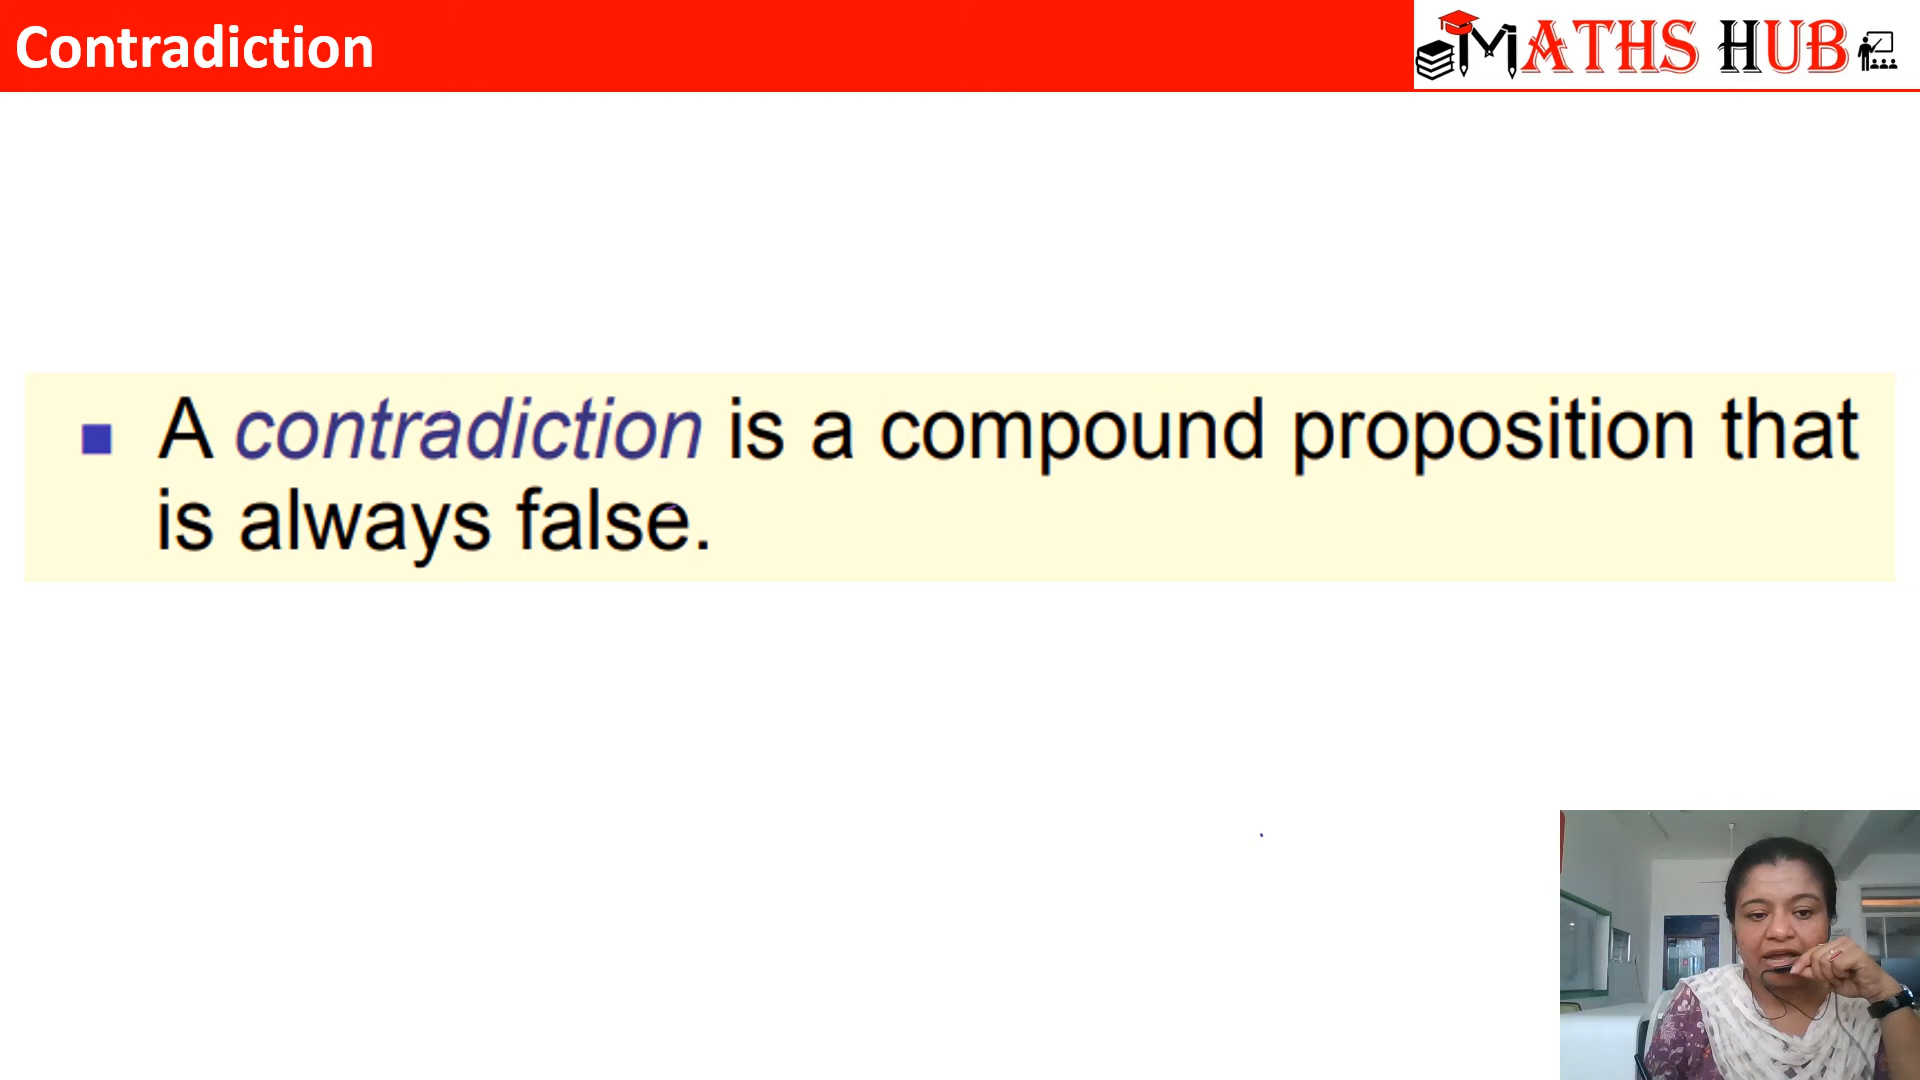 Contradiction
MATHS HUB
A contradiction is a compound proposition that
is always false.